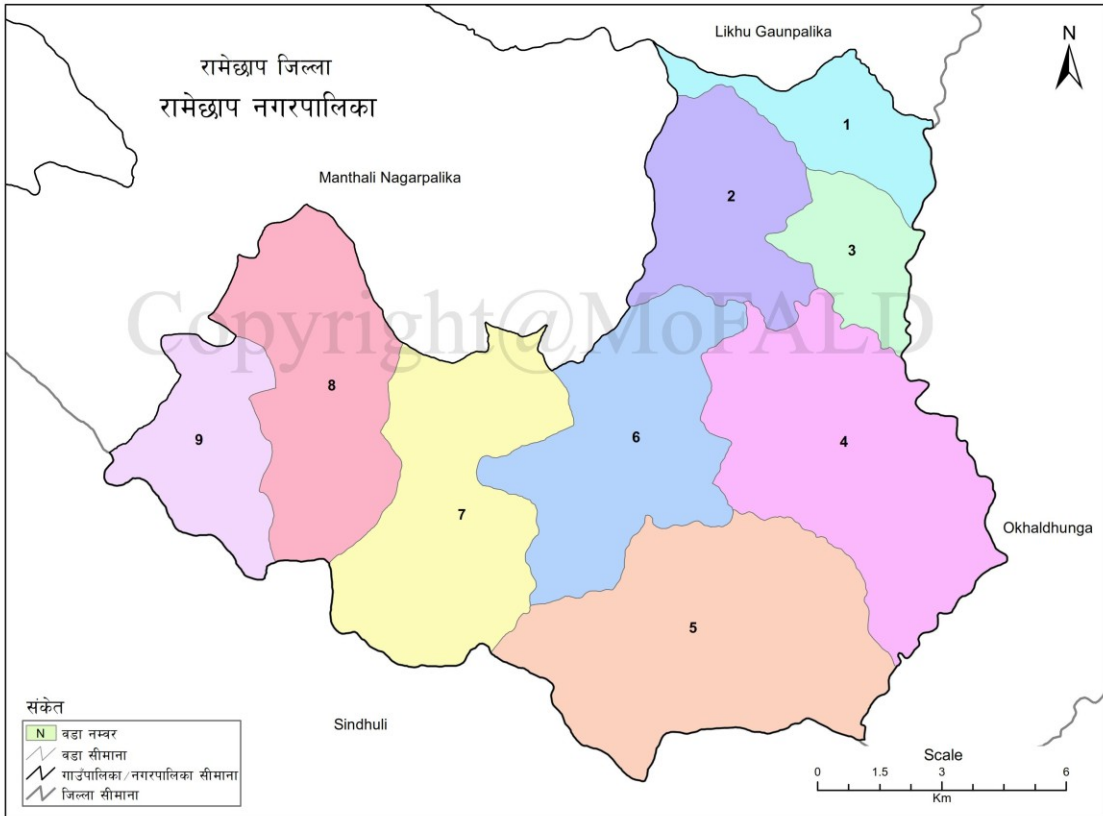 रामेछाप जिल्ला
रामेछाप नगरपालिका
Likhu Gaunpalika
N
1
Manthali Nagarpalika
2
3
Copyright@MoFALD
8
6
9
4
7
Okhaldhunga
5
Sindhuli
संकेत
N वडा नम्वर
वडा सीमाना
गाउँपालिका/नगरपालिका सीमाना
जिल्ला सीमाना
Scale
0 1.5 3 6
Km